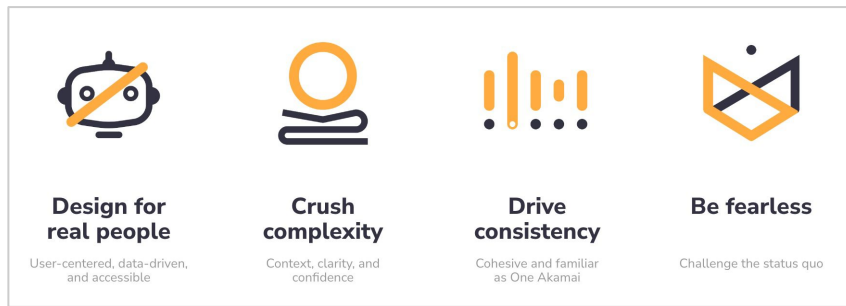 Design for
real people
User-centered, data-driven,
and accessible
Crush
complexity
Context, clarity, and
confidence
Drive
consistency
Cohesive and familiar
as One Akamai
Be fearless
Challenge the status quo